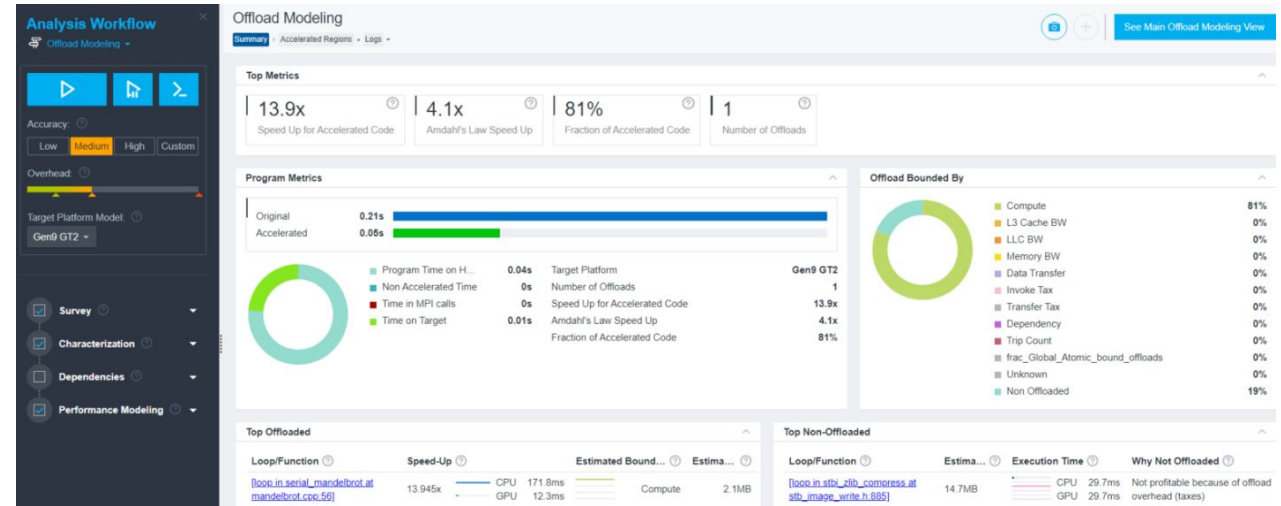 Analysis Workflow
Offload Modeling
Accuracy:
Low Medium High Custom
Overhead:
Target Platform Model:
Gen9 GT2
Survey
Characterization
Dependencies
Performance Modeling
Offload Modeling
Summary Accelerated Regions Logs
See Main Offload Modeling View
Top Metrics
13.9x
Speed Up for Accelerated Code
4.1x
Amdahl's Law Speed Up
81%
Fraction of Accelerated Code
1
Number of Offloads
Program Metrics
Original 0.21s
Accelerated 0.05s
Program Time on H... 0.04s
Non Accelerated Time 0s
Time in MPI calls 0s
Time on Target 0.01s
Target Platform Gen9 GT2
Number of Offloads 1
Speed Up for Accelerated Code 13.9x
Amdahl's Law Speed Up 4.1x
Fraction of Accelerated Code 81%
Offload Bounded By
Compute 81%
L3 Cache BW 0%
LLC BW 0%
Memory BW 0%
Data Transfer 0%
Invoke Tax 0%
Transfer Tax 0%
Dependency 0%
Trip Count 0%
frac_Global_Atomic_bound_offloads 0%
Unknown 0%
Non Offloaded 19%
Top Offloaded
Loop/Function Speed-Up Estimated Bound... Estima...
[loop in serial_mandelbrot at
mandelbrot.cpp:56]
13.945x
CPU 171.8ms
GPU 12.3ms
Compute 2.1MB
Top Non-Offloaded
Loop/Function Estima... Execution Time Why Not Offloaded
[loop in stbi_zlib_compress at
stb_image_write.h:885]
14.7MB
CPU 29.7ms
GPU 29.7ms
Not profitable because of offload
overhead (taxes)